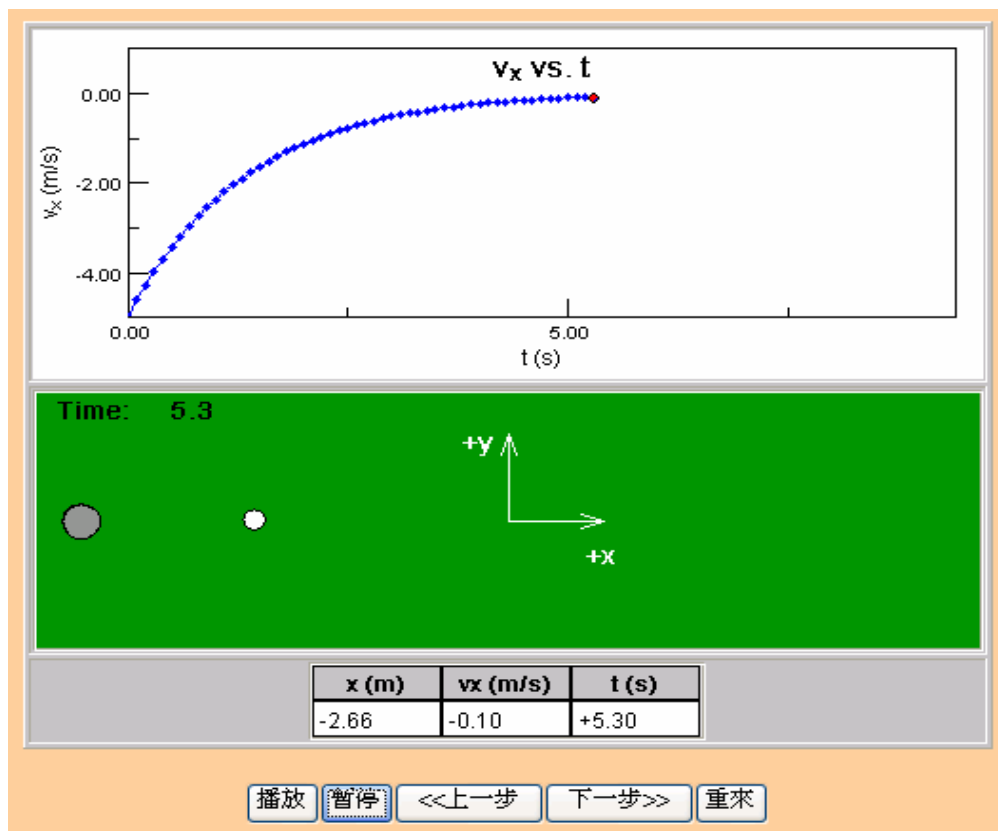 vx vs. t
0.00
-2.00
-4.00
vx (m/s)
0.00 5.00
t (s)
Time: 5.3
+y
+x
x (m) vx (m/s) t (s)
-2.66 -0.10 +5.30
播放 暫停 <<上一步 下一步>> 重來